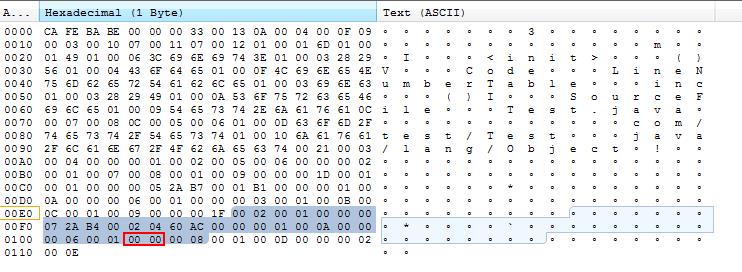 A... Hexadecimal (1 Byte) Text (ASCII)
0000 CA FE BA BE 00 00 00 33 00 13 0A 00 04 00 0F 09 3
0010 00 03 00 10 07 00 11 07 00 12 01 00 01 6D 01 00 m
0020 01 49 01 00 06 3C 69 6E 69 74 3E 01 00 03 28 29 I < i n i t > ( )
0030 56 01 00 04 43 6F 64 65 01 00 0F 4C 69 6E 65 4E V C o d e L i n e N
0040 75 6D 62 65 72 54 61 62 6C 65 01 00 03 69 6E 63 u m b e r T a b l e i n c
0050 01 00 03 28 29 49 01 00 0A 53 6F 75 72 63 65 46 ( ) I S o u r c e F
0060 69 6C 65 01 00 09 54 65 73 74 2E 6A 61 76 61 0C i l e T e s t . j a v a
0070 00 07 00 08 0C 00 05 00 06 01 00 0D 63 6F 6D 2F c o m /
0080 74 65 73 74 2F 54 65 73 74 01 00 10 6A 61 76 61 t e s t / T e s t j a v a
0090 2F 6C 61 6E 67 2F 4F 62 6A 65 63 74 00 21 00 03 / l a n g / O b j e c t !
00A0 00 04 00 00 00 01 00 02 00 05 00 06 00 00 00 02
00B0 00 01 00 07 00 08 00 01 00 09 00 00 00 1D 00 01
00C0 00 01 00 00 00 05 2A B7 00 01 B1 00 00 00 01 00 *
00D0 0A 00 00 00 06 00 01 00 00 00 03 00 01 00 0B 00
00E0 0C 00 01 00 09 00 00 00 1F 00 02 00 01 00 00 00
00F0 07 2A B4 00 02 04 60 AC 00 00 00 01 00 0A 00 00 * `
0100 00 06 00 01 00 00 00 08 00 01 00 0D 00 00 00 02
0110 00 0E